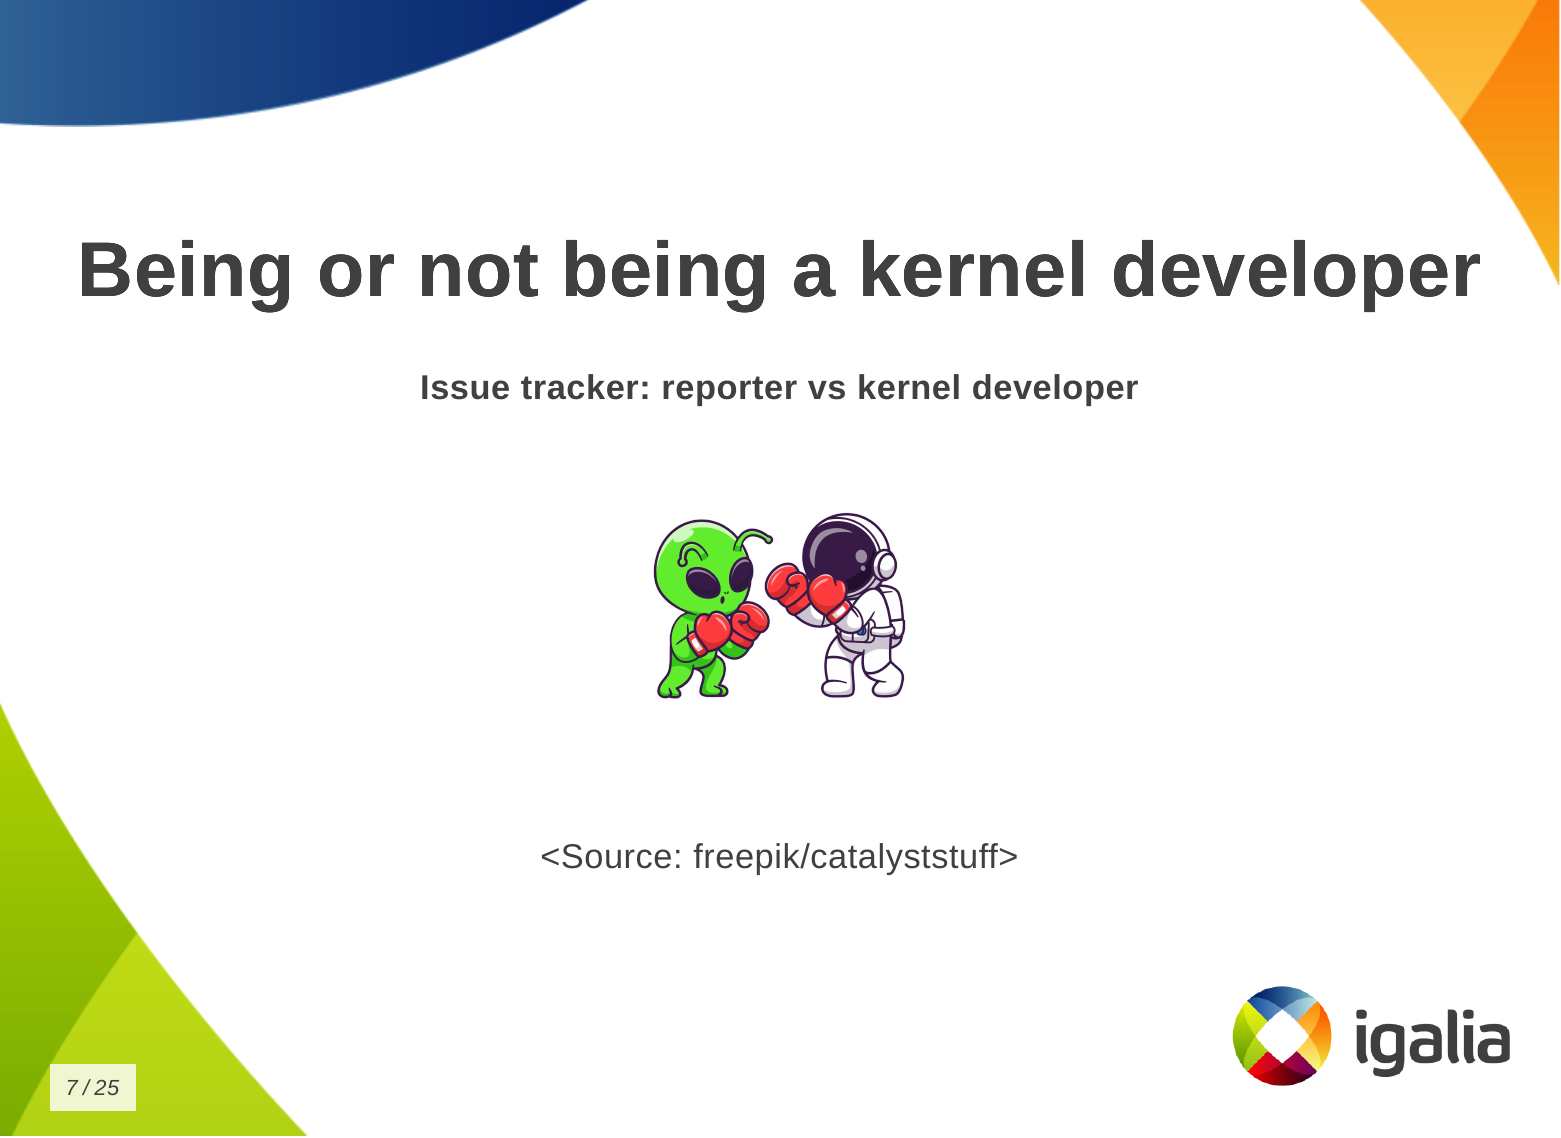 Being or not being a kernel developer
Issue tracker: reporter vs kernel developer
<Source: freepik/catalyststuff>
igalia
7 / 25